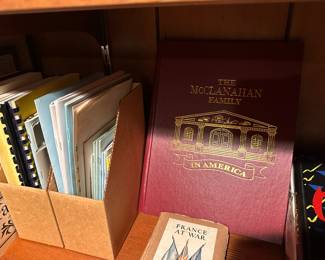 THE
McCLANAHAN
FAMILY
IN AMERICA
FRANCE
AT WAR